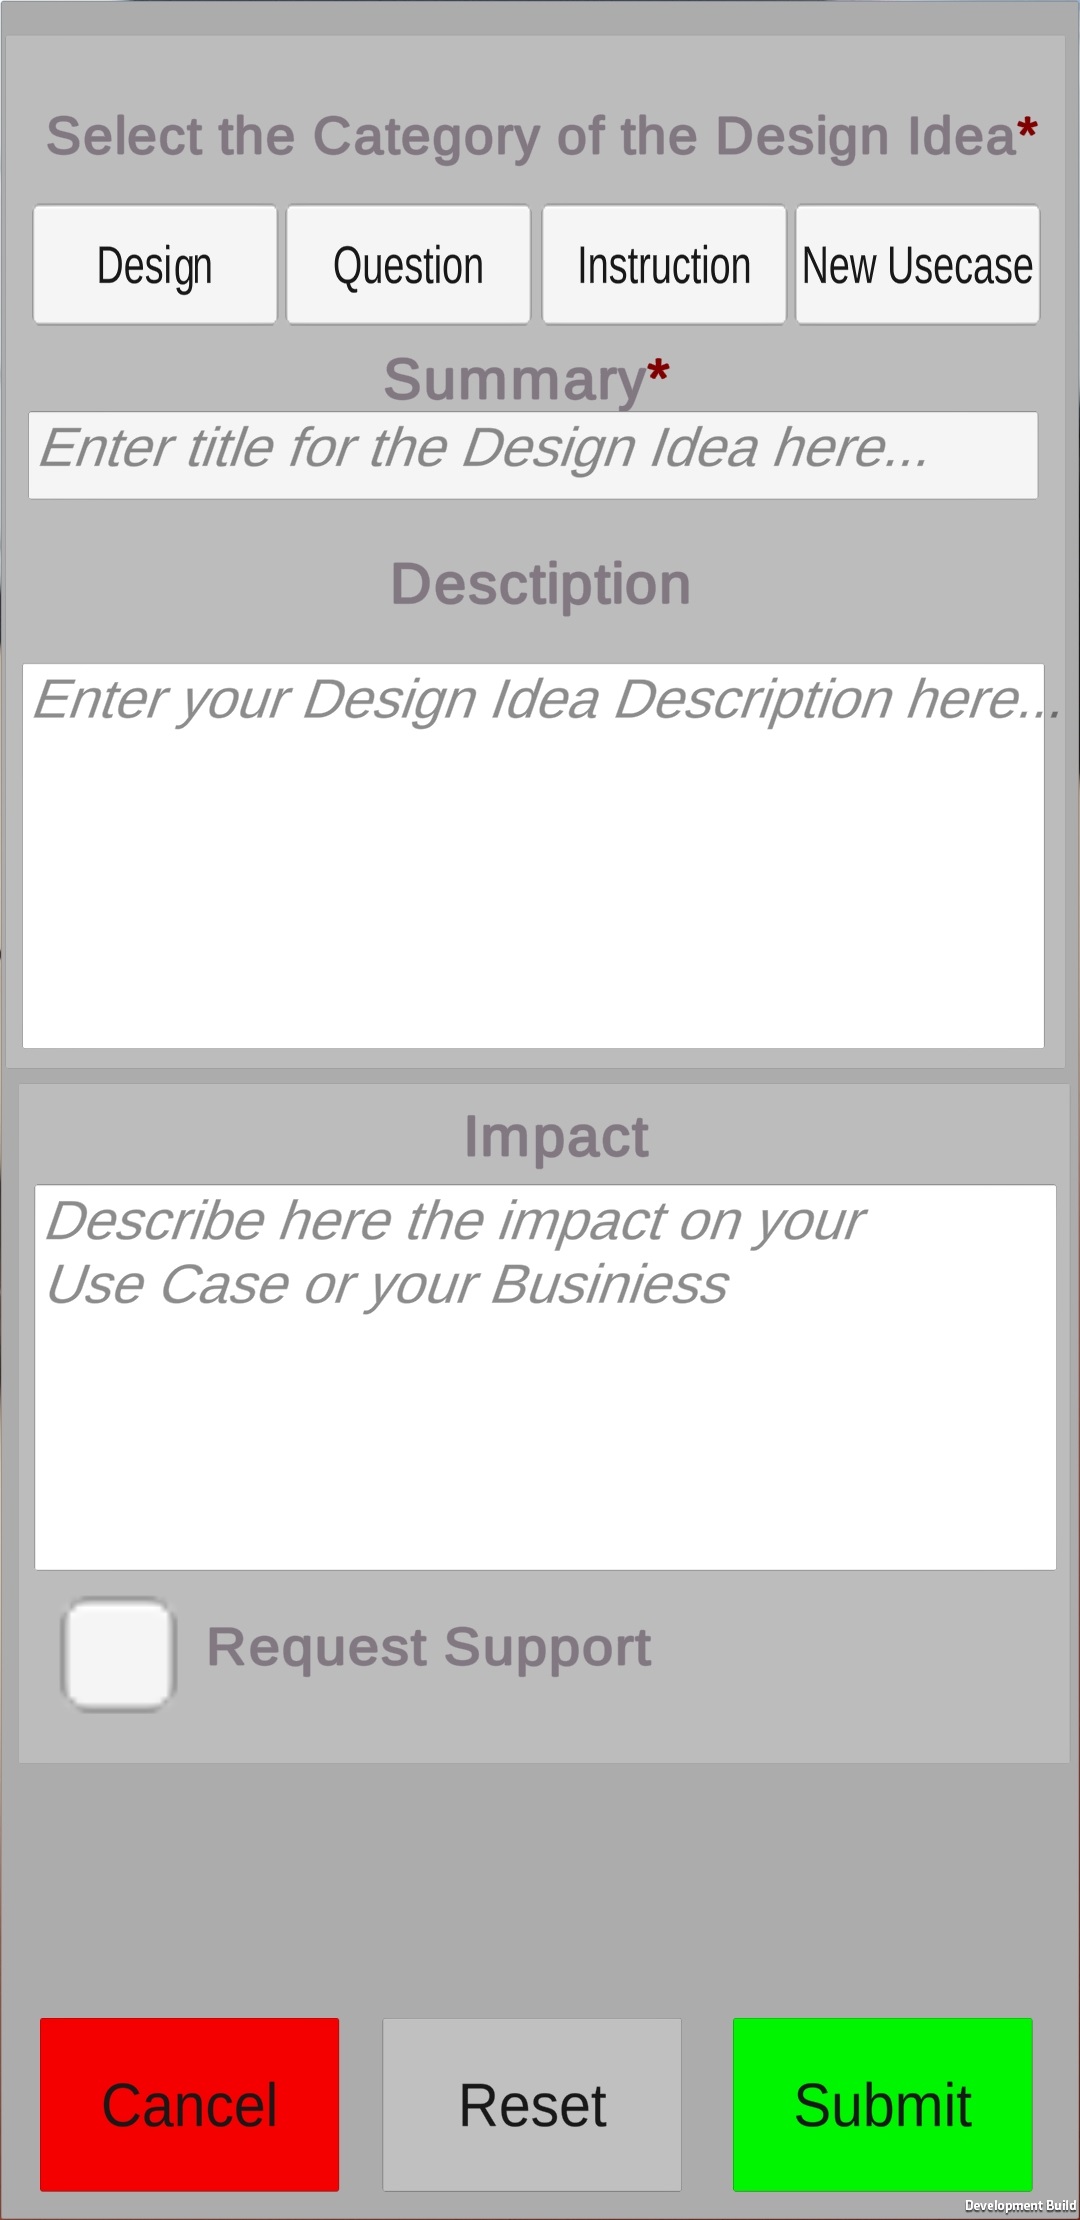 Select the Category of the Design Idea*
Design Question Instruction New Usecase
Summary*
Enter title for the Design Idea here...
Desctiption
Enter your Design Idea Description here...
Impact
Describe here the impact on your
Use Case or your Businiess
Request Support
Cancel Reset Submit
Development Build